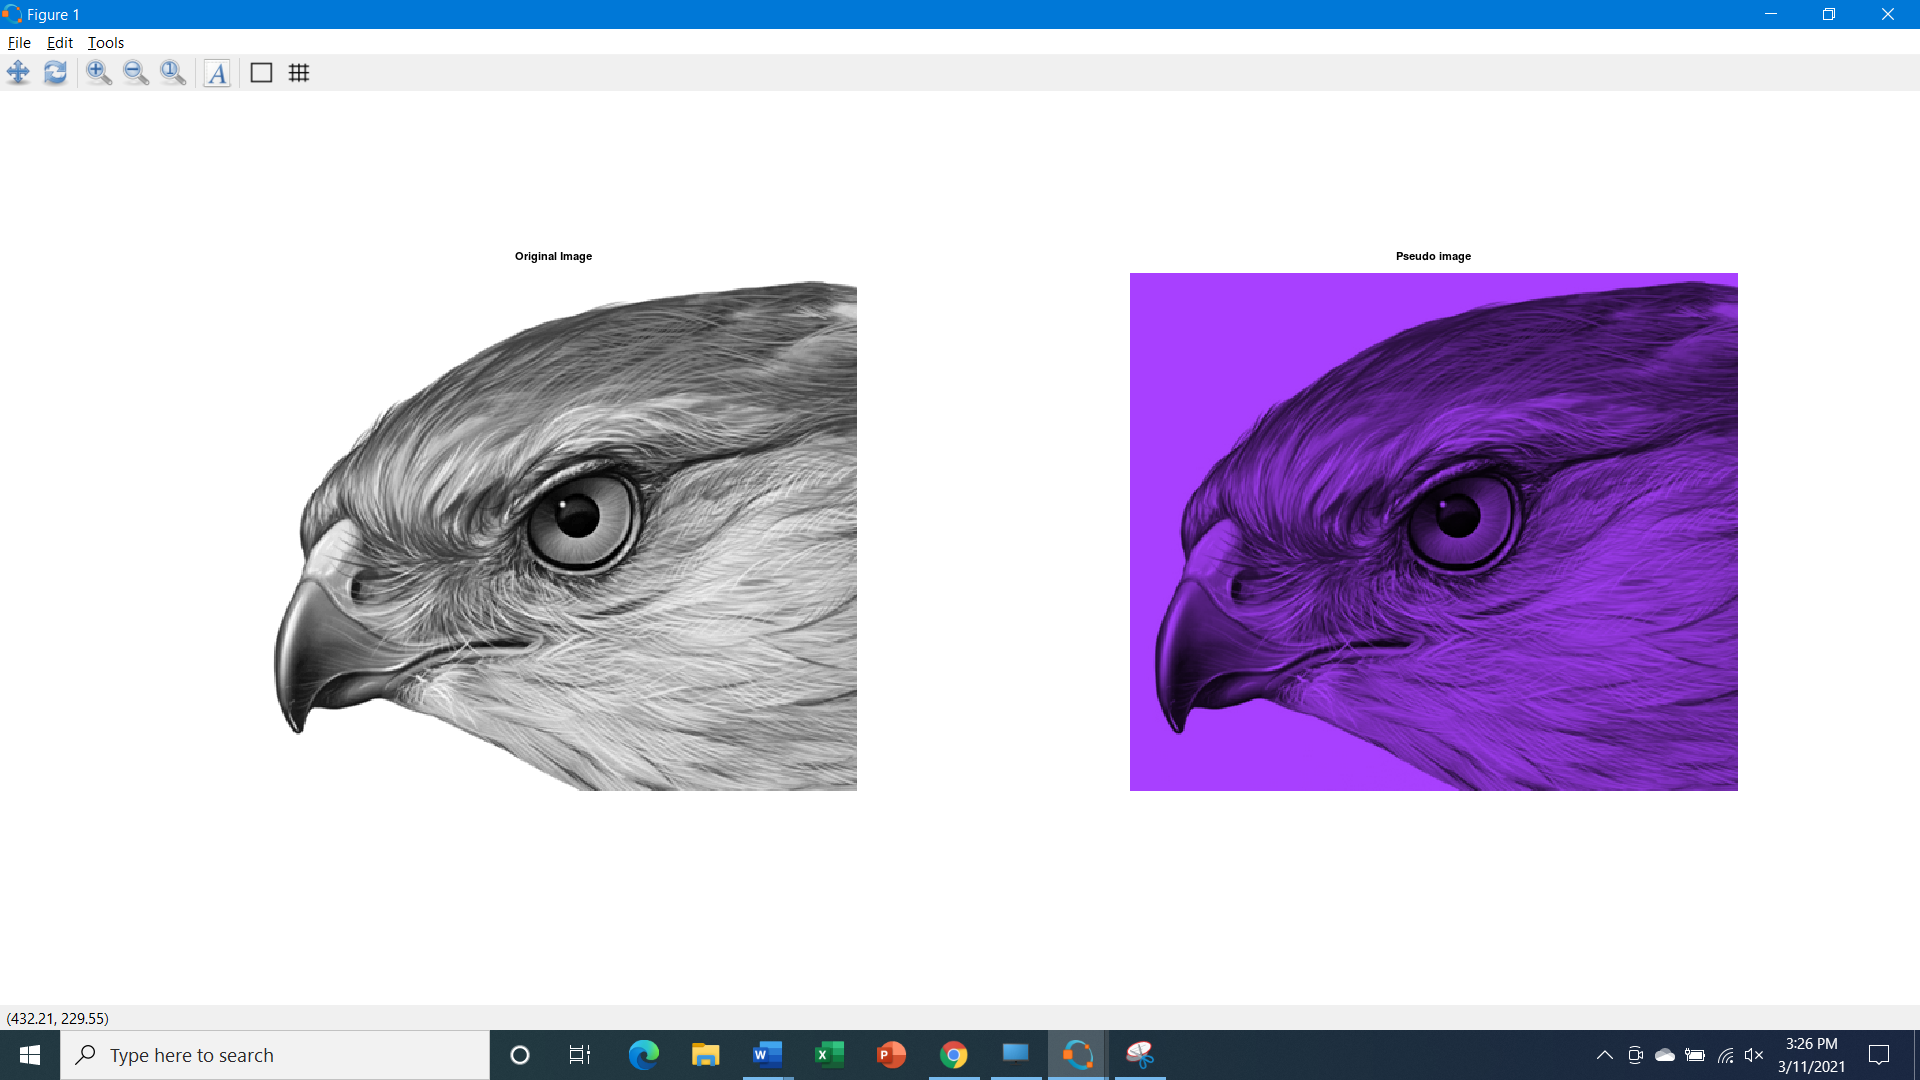 Figure 1
File Edit Tools
A
Original Image
Pseudo image
(432.21, 229.55)
Type here to search
3:26 PM
3/11/2021